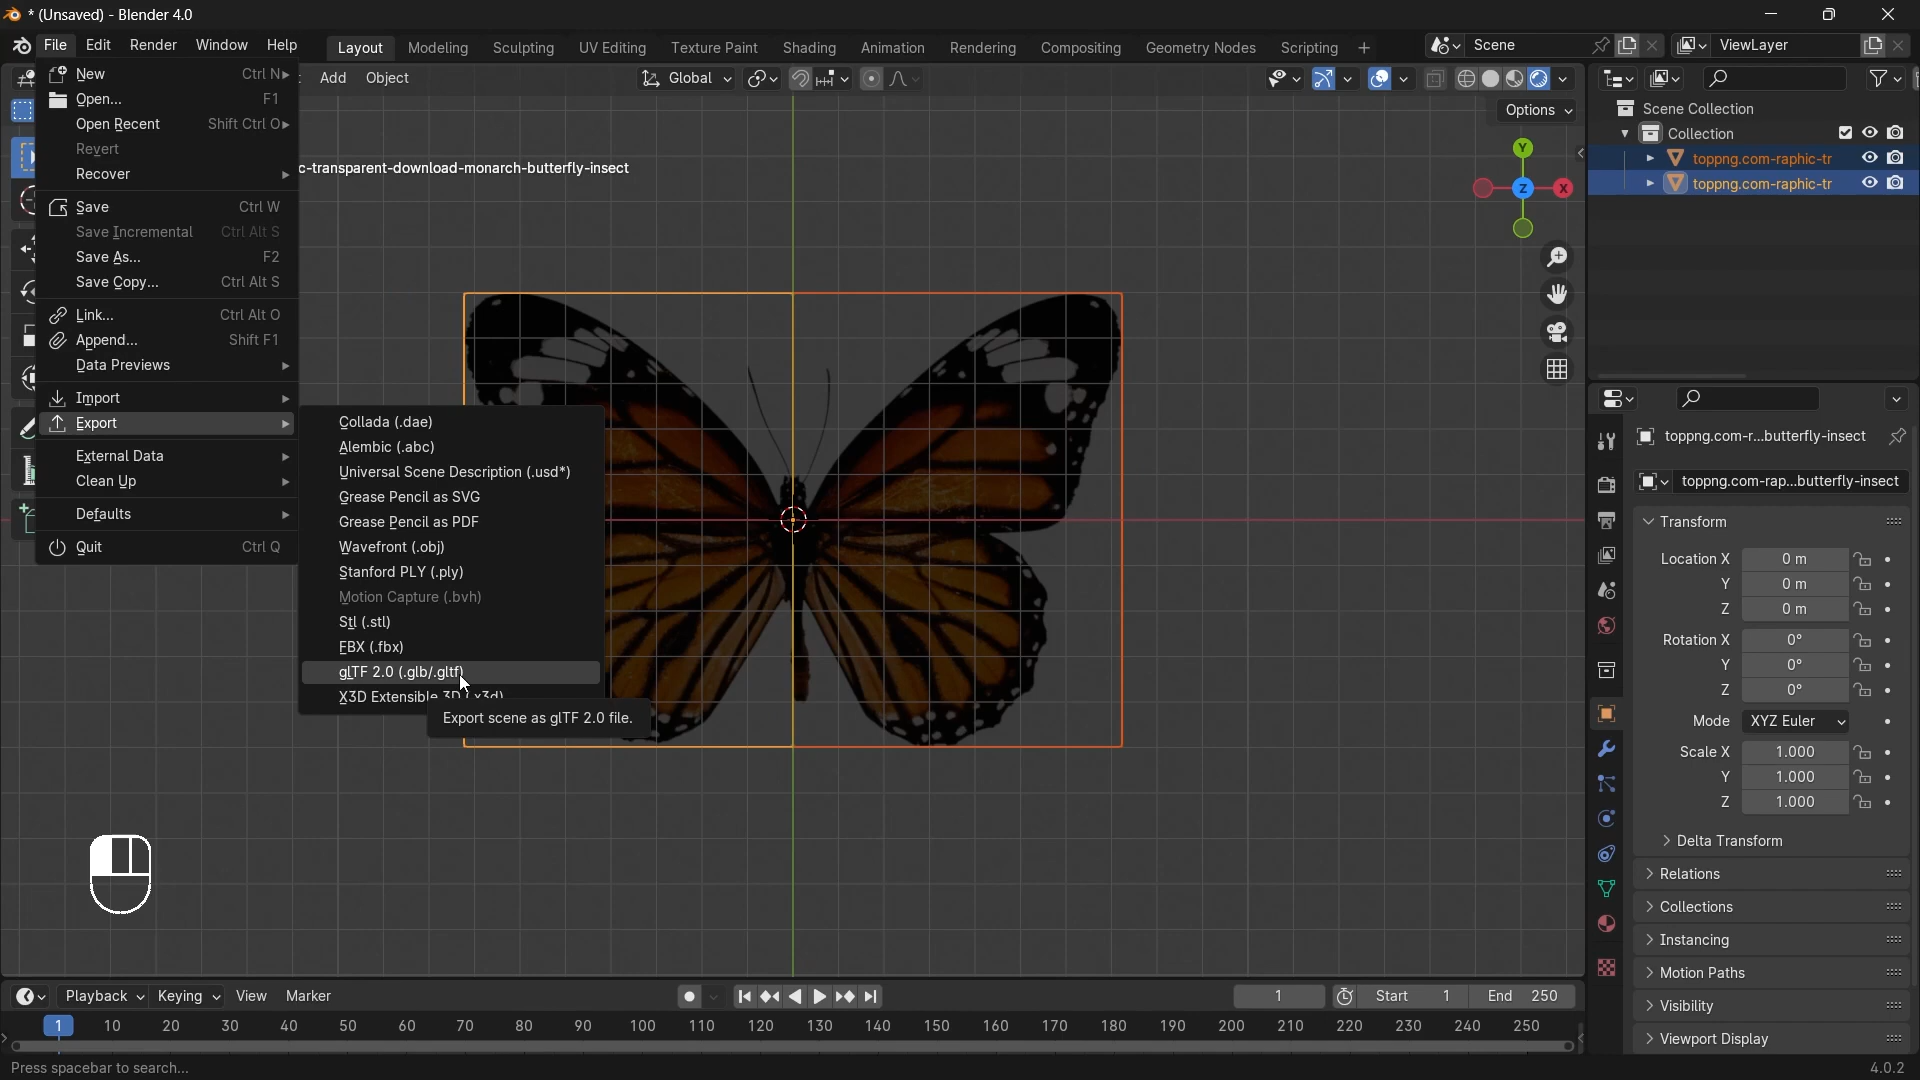 * (Unsaved) - Blender 4.0
File Edit Render Window Help Layout Modeling Sculpting UV Editing Texture Paint Shading Animation Rendering Compositing Geometry Nodes Scripting + Scene ViewLayer
Add Object Global
Options
New Ctrl N
Open... F1
Open Recent Shift Ctrl O
Revert
Recover
Save Ctrl W
Save Incremental Ctrl Alt S
Save As... F2
Save Copy... Ctrl Alt S
Link... Ctrl Alt O
Append... Shift F1
Data Previews
Import
Export
External Data
Clean Up
Defaults
Quit Ctrl Q
c-transparent-download-monarch-butterfly-insect
Collada (.dae)
Alembic (.abc)
Universal Scene Description (.usd*)
Grease Pencil as SVG
Grease Pencil as PDF
Wavefront (.obj)
Stanford PLY (.ply)
Motion Capture (.bvh)
Stl (.stl)
FBX (.fbx)
glTF 2.0 (.glb/.gltf)
X3D Extensible 3D (.x3d)
Export scene as glTF 2.0 file.
Y
Z
X
Scene Collection
Collection
toppng.com-raphic-tr
toppng.com-raphic-tr
toppng.com-r...butterfly-insect
toppng.com-rap...butterfly-insect
Transform
Location X 0 m
Y 0 m
Z 0 m
Rotation X 0°
Y 0°
Z 0°
Mode XYZ Euler
Scale X 1.000
Y 1.000
Z 1.000
Delta Transform
Relations
Collections
Instancing
Motion Paths
Visibility
Viewport Display
Playback Keying View Marker 1 Start 1 End 250
1 10 20 30 40 50 60 70 80 90 100 110 120 130 140 150 160 170 180 190 200 210 220 230 240 250
Press spacebar to search...
4.0.2